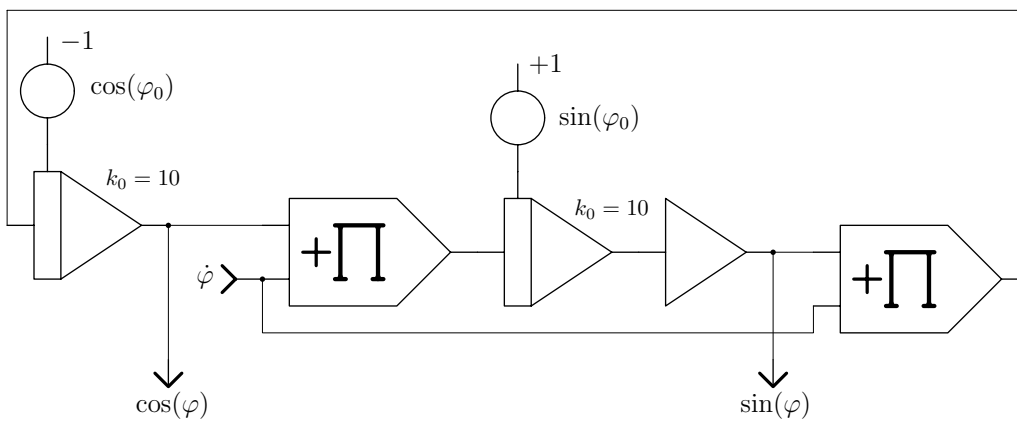 −1
cos(φ₀)
+1
sin(φ₀)
k₀ = 10
k₀ = 10
+∏
+∏
φ̇
cos(φ)
sin(φ)